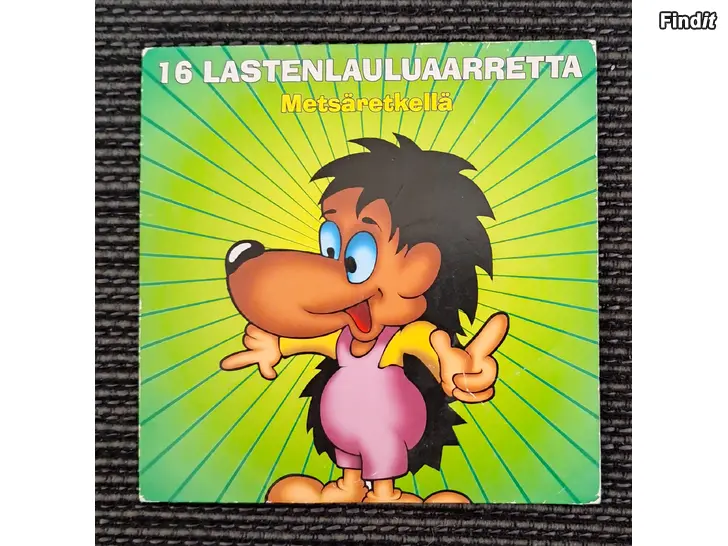 Findit
16 LASTENLAULUAARRETTA
Metsäretkellä